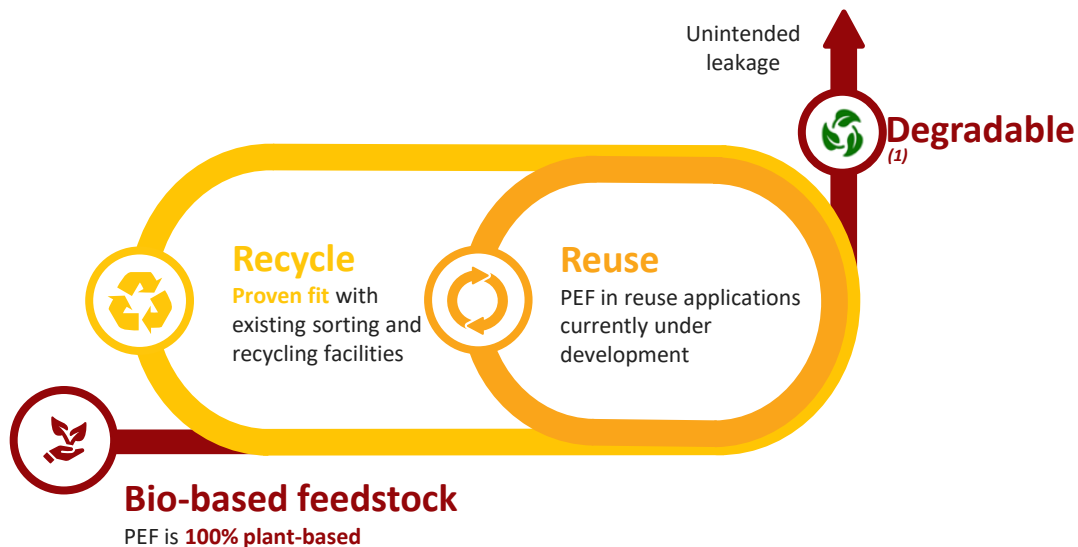 Unintended
leakage
Degradable
(1)
Recycle
Proven fit with
existing sorting and
recycling facilities
Reuse
PEF in reuse applications
currently under
development
Bio-based feedstock
PEF is 100% plant-based